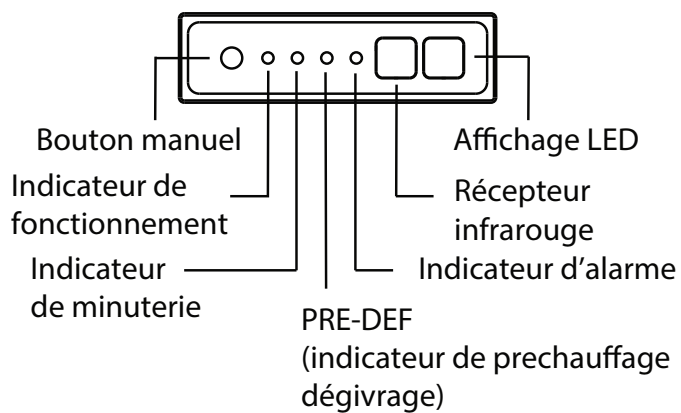 Bouton manuel
Affichage LED
Indicateur de
fonctionnement
Récepteur
infrarouge
Indicateur
de minuterie
Indicateur d’alarme
PRE-DEF
(indicateur de prechauffage
dégivrage)